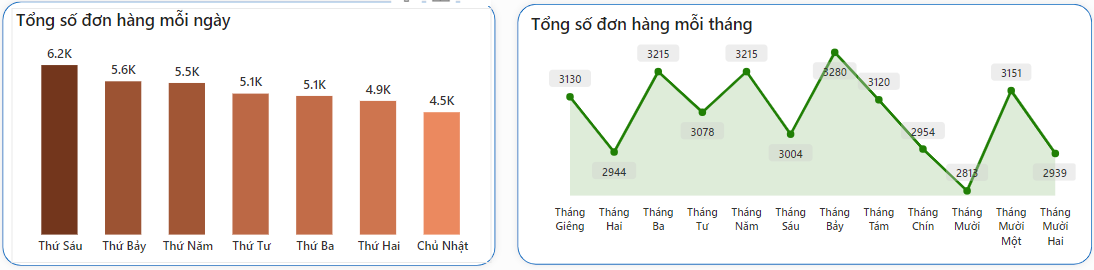 Tổng số đơn hàng mỗi ngày
6.2K
5.6K
5.5K
5.1K
5.1K
4.9K
4.5K
Thứ Sáu
Thứ Bảy
Thứ Năm
Thứ Tư
Thứ Ba
Thứ Hai
Chủ Nhật
Tổng số đơn hàng mỗi tháng
3130
2944
3215
3078
3215
3004
3280
3120
2954
2813
3151
2939
Tháng
Giêng
Tháng
Hai
Tháng
Ba
Tháng
Tư
Tháng
Năm
Tháng
Sáu
Tháng
Bảy
Tháng
Tám
Tháng
Chín
Tháng
Mười
Tháng
Mười
Một
Tháng
Mười
Hai